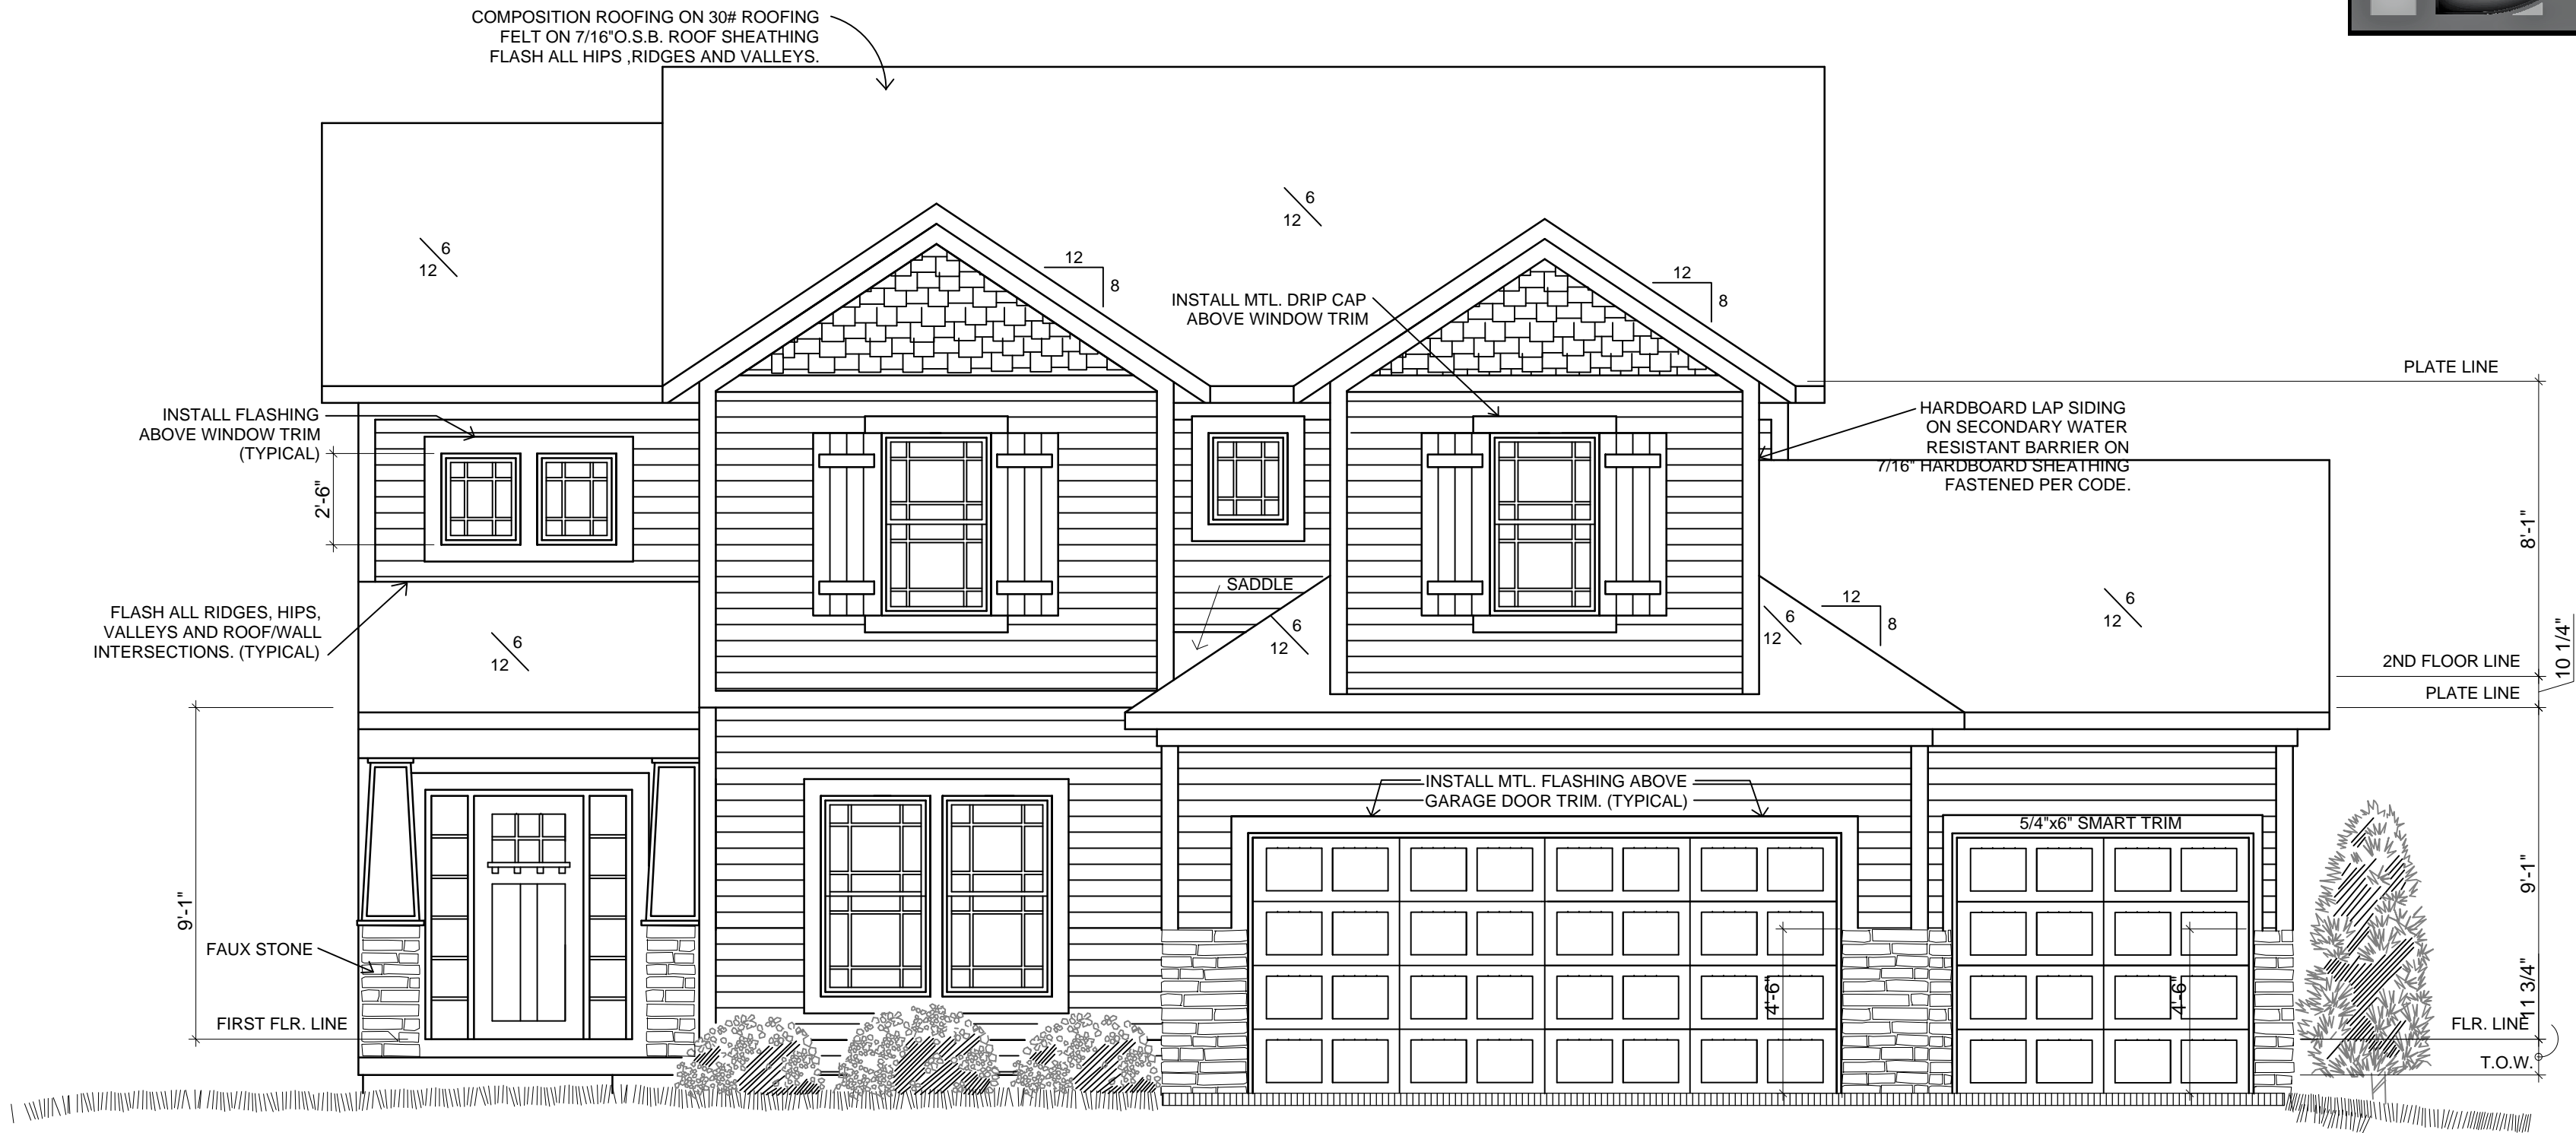 COMPOSITION ROOFING ON 30# ROOFING
FELT ON 7/16"O.S.B. ROOF SHEATHING
FLASH ALL HIPS ,RIDGES AND VALLEYS.
6
12
6
12
12
8
12
8
INSTALL MTL. DRIP CAP
ABOVE WINDOW TRIM
PLATE LINE
INSTALL FLASHING
ABOVE WINDOW TRIM
(TYPICAL)
2'-6"
HARDBOARD LAP SIDING
ON SECONDARY WATER
RESISTANT BARRIER ON
7/16" HARDBOARD SHEATHING
FASTENED PER CODE.
8'-1"
SADDLE
FLASH ALL RIDGES, HIPS,
VALLEYS AND ROOF/WALL
INTERSECTIONS. (TYPICAL)
6
12
6
12
6
12
12
8
6
12
2ND FLOOR LINE
10 1/4"
PLATE LINE
INSTALL MTL. FLASHING ABOVE
GARAGE DOOR TRIM. (TYPICAL)
5/4"x6" SMART TRIM
9'-1"
9'-1"
FAUX STONE
4'-6"
4'-6"
11 3/4"
FIRST FLR. LINE
FLR. LINE
T.O.W.